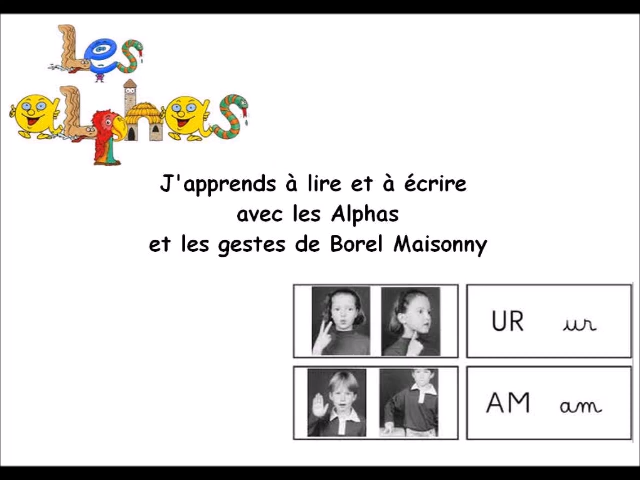 Les
alphas
J'apprends à lire et à écrire
avec les Alphas
et les gestes de Borel Maisonny
UR ur
AM am